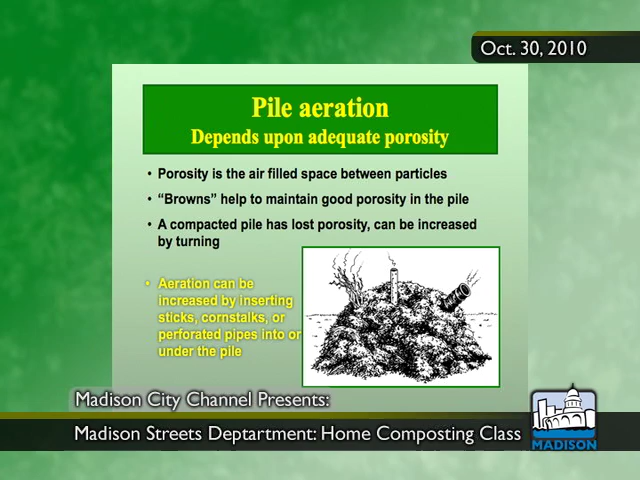 Oct. 30, 2010
Pile aeration
Depends upon adequate porosity
• Porosity is the air filled space between particles
• “Browns” help to maintain good porosity in the pile
• A compacted pile has lost porosity, can be increased
by turning
• Aeration can be
increased by inserting
sticks, cornstalks, or
perforated pipes into or
under the pile
Madison City Channel Presents:
Madison Streets Deptartment: Home Composting Class
MADISON